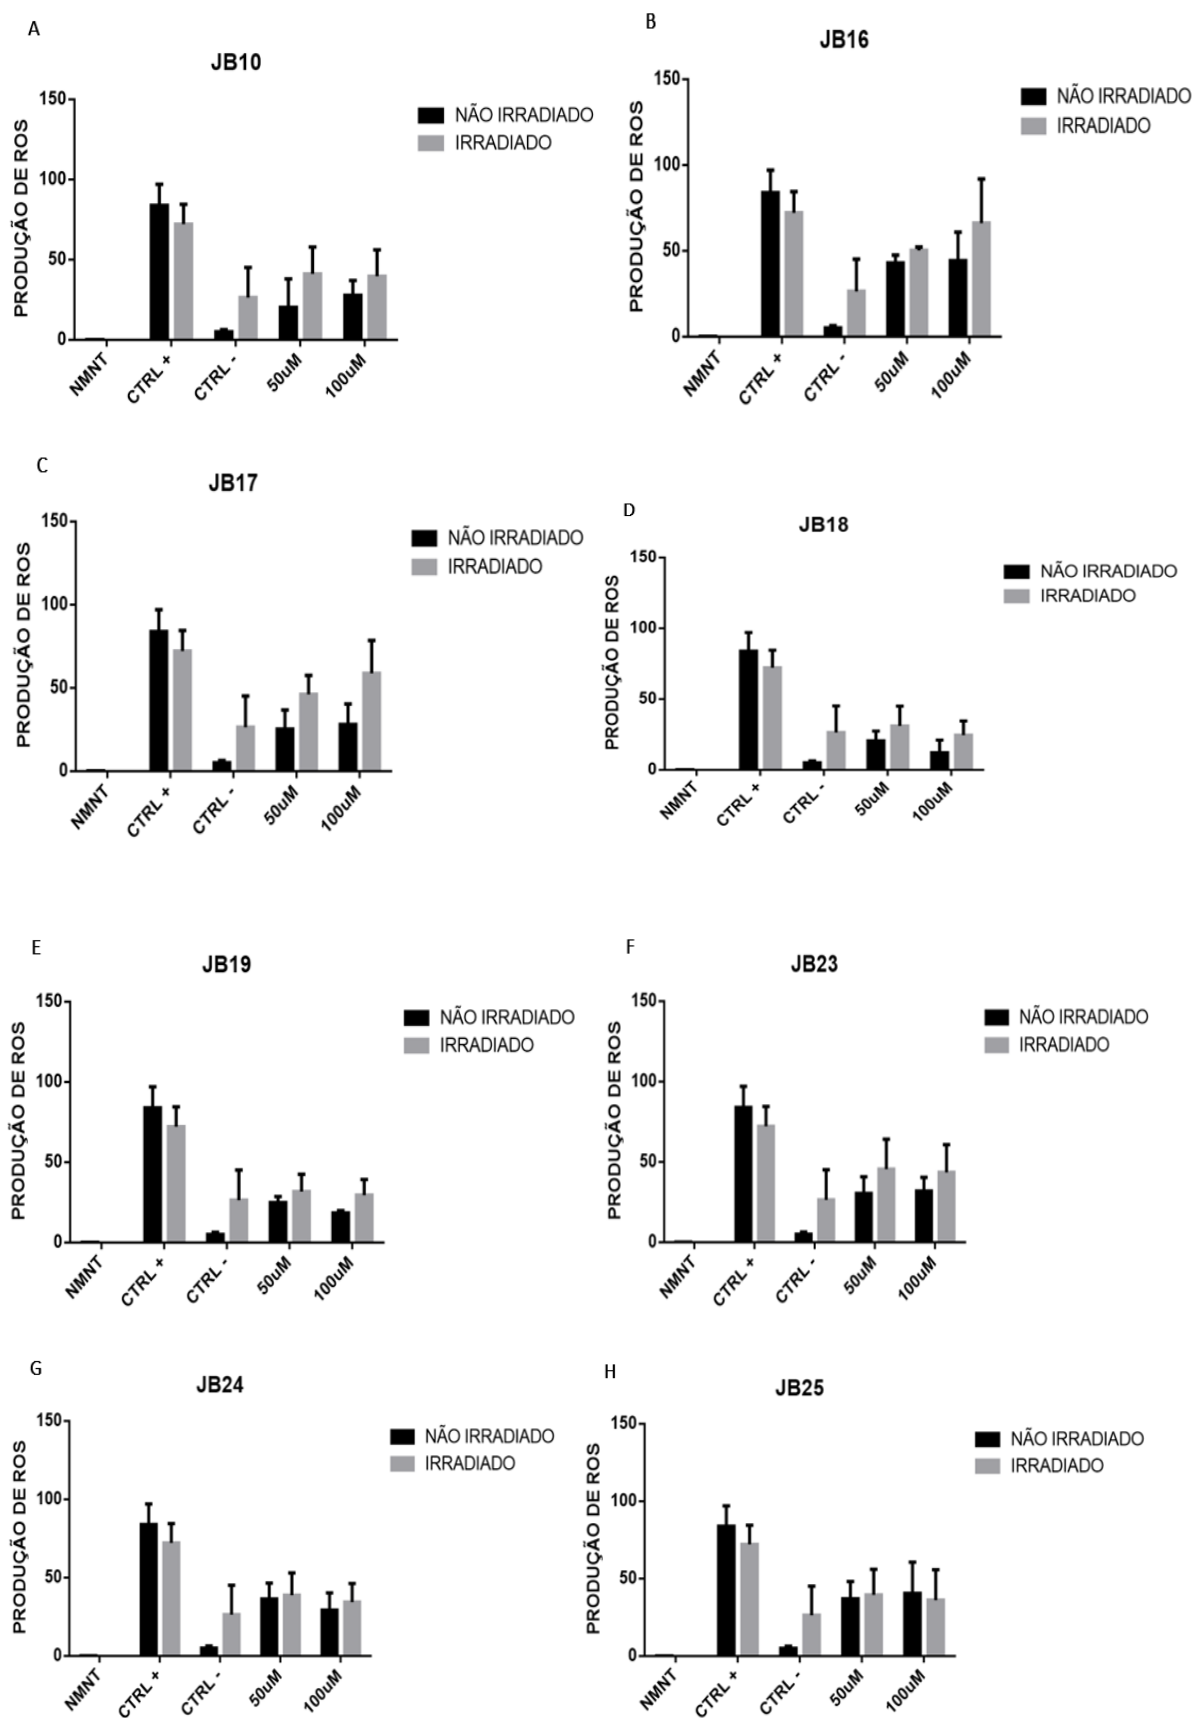 A
JB10
PRODUÇÃO DE ROS
150
100
50
0
NMNT
CTRL +
CTRL -
50uM
100uM
NÃO IRRADIADO
IRRADIADO
B
JB16
PRODUÇÃO DE ROS
150
100
50
0
NMNT
CTRL +
CTRL -
50uM
100uM
NÃO IRRADIADO
IRRADIADO
C
JB17
PRODUÇÃO DE ROS
150
100
50
0
NMNT
CTRL +
CTRL -
50uM
100uM
NÃO IRRADIADO
IRRADIADO
D
JB18
PRODUÇÃO DE ROS
150
100
50
0
NMNT
CTRL +
CTRL -
50uM
100uM
NÃO IRRADIADO
IRRADIADO
E
JB19
PRODUÇÃO DE ROS
150
100
50
0
NMNT
CTRL +
CTRL -
50uM
100uM
NÃO IRRADIADO
IRRADIADO
F
JB23
PRODUÇÃO DE ROS
150
100
50
0
NMNT
CTRL +
CTRL -
50uM
100uM
NÃO IRRADIADO
IRRADIADO
G
JB24
PRODUÇÃO DE ROS
150
100
50
0
NMNT
CTRL +
CTRL -
50uM
100uM
NÃO IRRADIADO
IRRADIADO
H
JB25
PRODUÇÃO DE ROS
150
100
50
0
NMNT
CTRL +
CTRL -
50uM
100uM
NÃO IRRADIADO
IRRADIADO